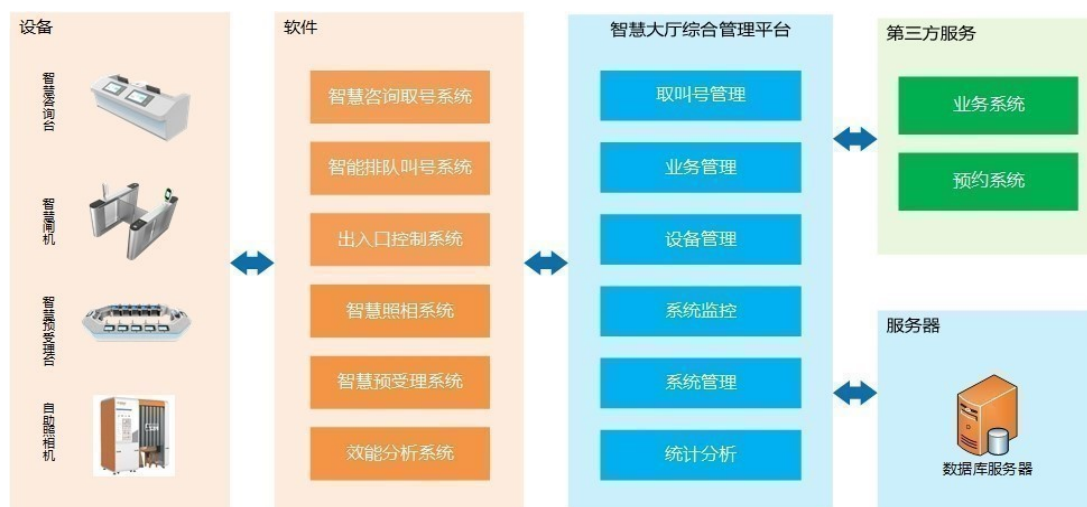 设备
智慧咨询台
智慧闸机
智慧预受理台
自助照相机
软件
智慧咨询取号系统
智能排队叫号系统
出入口控制系统
智慧照相系统
智慧预受理系统
效能分析系统
智慧大厅综合管理平台
取叫号管理
业务管理
设备管理
系统监控
系统管理
统计分析
第三方服务
业务系统
预约系统
服务器
数据库服务器